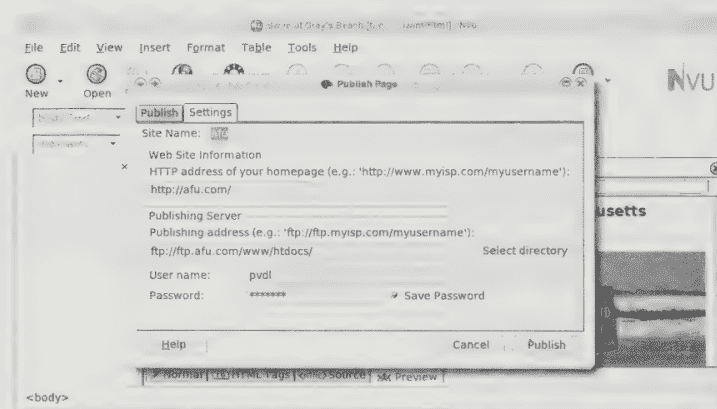 File Edit View Insert Format Table Tools Help
New Open
NVU
Publish Page
Publish Settings
Site Name:
Web Site Information
HTTP address of your homepage (e.g.: 'http://www.myisp.com/myusername'):
http://afu.com/
Publishing Server
Publishing address (e.g.: 'ftp://ftp.myisp.com/myusername'):
ftp://ftp.afu.com/www/htdocs/ Select directory
User name: pvdl
Password: ******* Save Password
Help Cancel Publish
usetts
Normal HTML Tags Source Preview
<body>